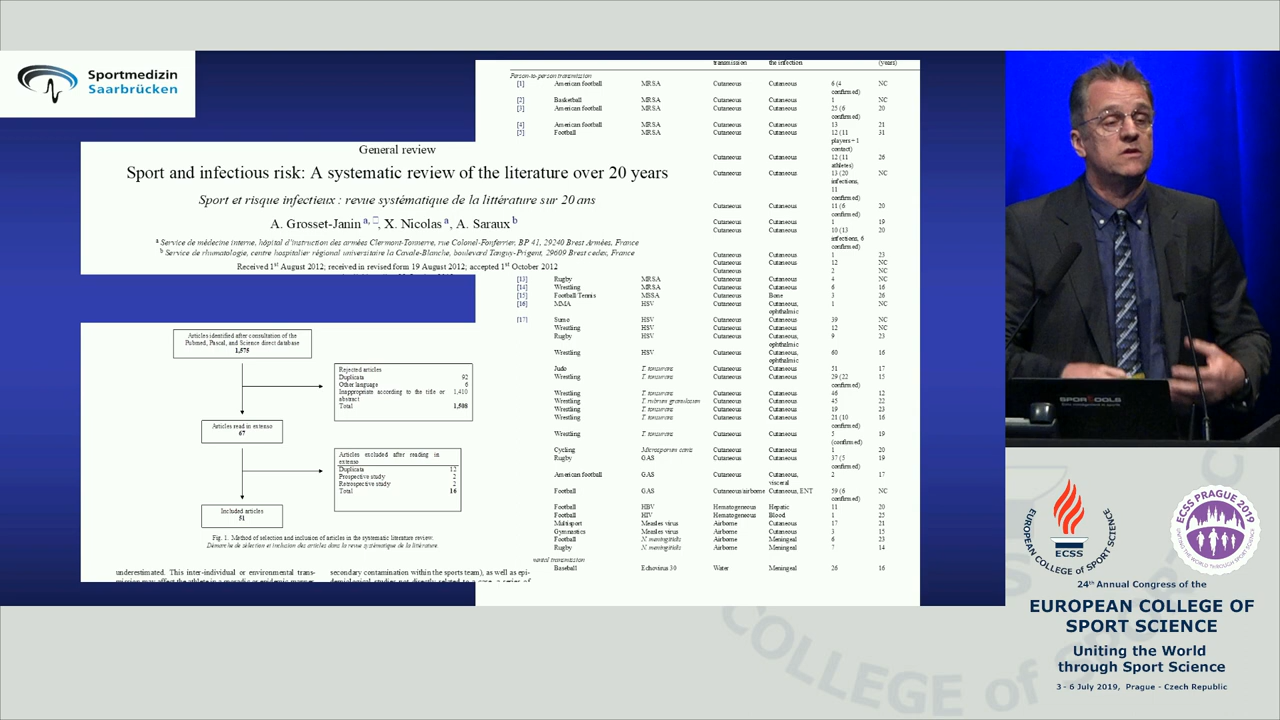 Sportmedizin
Saarbrücken
General review
Sport and infectious risk: A systematic review of the literature over 20 years
Sport et risque infectieux : revue systématique de la littérature sur 20 ans
A. Grosset-Janin a, *, X. Nicolas a, A. Saraux b
a Service de médecine interne, hôpital d'instruction des armées Clermont-Tonnerre, rue Colonel-Fonferrier, BP 41, 29240 Brest Armées, France
b Service de rhumatologie, centre hospitalier régional universitaire la Cavale-Blanche, boulevard Tanguy-Prigent, 29609 Brest cedex, France
Received 1st August 2012; received in revised form 19 August 2012; accepted 1st October 2012
Articles identified after consultation of the
Pubmed, Pascal, and Science direct database
1,575
Rejected articles
Duplicata 92
Other language 6
Inappropriate according to the title or 1,410
abstract
Total 1,508
Articles read in extenso
67
Articles excluded after reading in
extenso
Duplicata 12
Prospective study 2
Retrospective study 2
Total 16
Included articles
51
Fig. 1. Method of selection and inclusion of articles in the systematic literature review.
Démarche de sélection et inclusion des articles dans la revue systématique de la littérature.
underestimated. This inter-individual or environmental trans-
secondary contamination within the sports team), as well as epi-
transmission the infection (years)
Person-to-person transmission
[1] American football MRSA Cutaneous Cutaneous 6 (4 NC
confirmed)
[2] Basketball MRSA Cutaneous Cutaneous 1 NC
[3] American football MRSA Cutaneous Cutaneous 25 (6 20
confirmed)
[4] American football MRSA Cutaneous Cutaneous 13 21
[5] Football MRSA Cutaneous Cutaneous 12 (11 31
players – 1
contact)
Cutaneous Cutaneous 12 (11 26
athletes)
Cutaneous Cutaneous 13 (20 NC
infections,
11
confirmed)
Cutaneous Cutaneous 11 (6 20
confirmed)
Cutaneous Cutaneous 1 19
Cutaneous Cutaneous 10 (13 20
infections, 6
confirmed)
Cutaneous Cutaneous 1 23
Cutaneous Cutaneous 12 NC
Cutaneous Cutaneous 2 NC
[13] Rugby MRSA Cutaneous Cutaneous 4 NC
[14] Wrestling MRSA Cutaneous Cutaneous 6 16
[15] Football/Tennis MSSA Cutaneous Bone 3 26
[16] MMA HSV Cutaneous Cutaneous, 1 NC
ophthalmic
[17] Sumo HSV Cutaneous Cutaneous 39 NC
Wrestling HSV Cutaneous Cutaneous 12 NC
Rugby HSV Cutaneous Cutaneous, 9 23
ophthalmic
Wrestling HSV Cutaneous Cutaneous, 60 16
ophthalmic
Judo T. tonsurans Cutaneous Cutaneous 51 17
Wrestling T. tonsurans Cutaneous Cutaneous 29 (22 15
confirmed)
Wrestling T. tonsurans Cutaneous Cutaneous 46 12
Wrestling T. rubrum granulosum Cutaneous Cutaneous 45 22
Wrestling T. tonsurans Cutaneous Cutaneous 19 23
Wrestling T. tonsurans Cutaneous Cutaneous 21 (10 16
confirmed)
Wrestling T. tonsurans Cutaneous Cutaneous 5 19
(confirmed)
Cycling Microsporum canis Cutaneous Cutaneous 1 20
Rugby GAS Cutaneous Cutaneous 37 (5 19
confirmed)
American football GAS Cutaneous Cutaneous, 2 17
visceral
Football GAS Cutaneous/airborne Cutaneous, ENT 59 (6 NC
confirmed)
Football HBV Hematogeneous Hepatic 11 20
Football HIV Hematogeneous Blood 1 25
Multisport Measles virus Airborne Cutaneous 17 21
Gymnastics Measles virus Airborne Cutaneous 3 15
Football N. meningitidis Airborne Meningeal 6 23
Rugby N. meningitidis Airborne Meningeal 7 14
mental transmission
Baseball Echovirus 30 Water Meningeal 26 16
SPORTOOLS
EUROPEAN COLLEGE OF SPORT SCIENCE
ECSS
ECSS PRAGUE 2019
24th Annual Congress of the
EUROPEAN COLLEGE OF
SPORT SCIENCE
Uniting the World
through Sport Science
3 - 6 July 2019, Prague - Czech Republic
COLLEGE of SPO